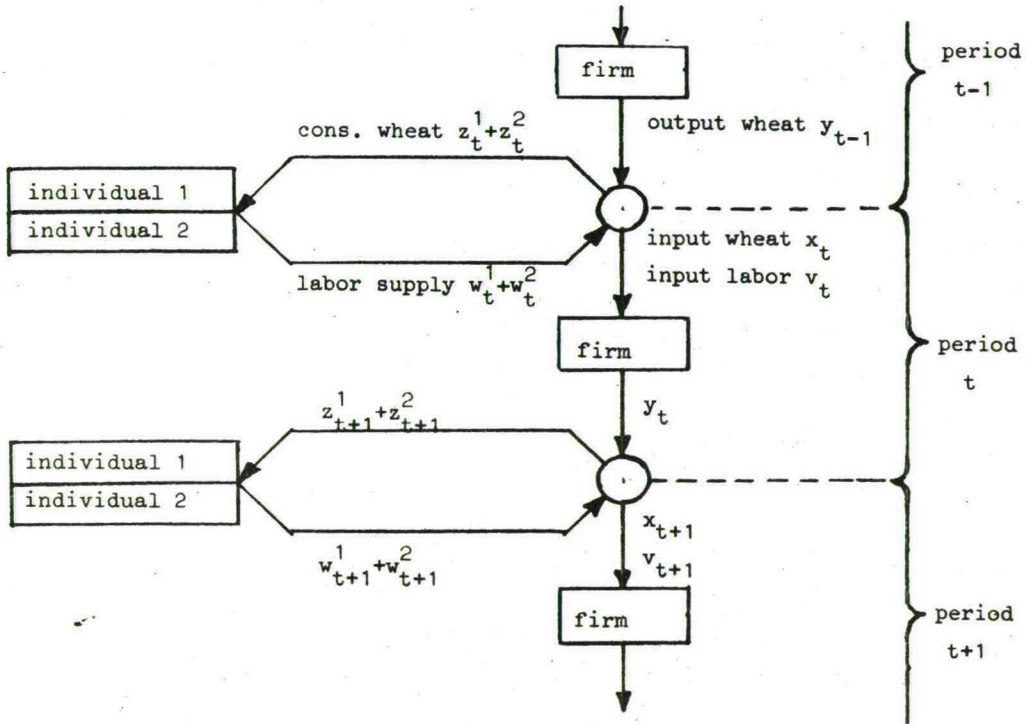 firm
period
t-1
output wheat y_{t-1}
cons. wheat z_t^1+z_t^2
individual 1
individual 2
labor supply w_t^1+w_t^2
input wheat x_t
input labor v_t
firm
period
t
y_t
z_{t+1}^1+z_{t+1}^2
individual 1
individual 2
w_{t+1}^1+w_{t+1}^2
x_{t+1}
v_{t+1}
firm
period
t+1